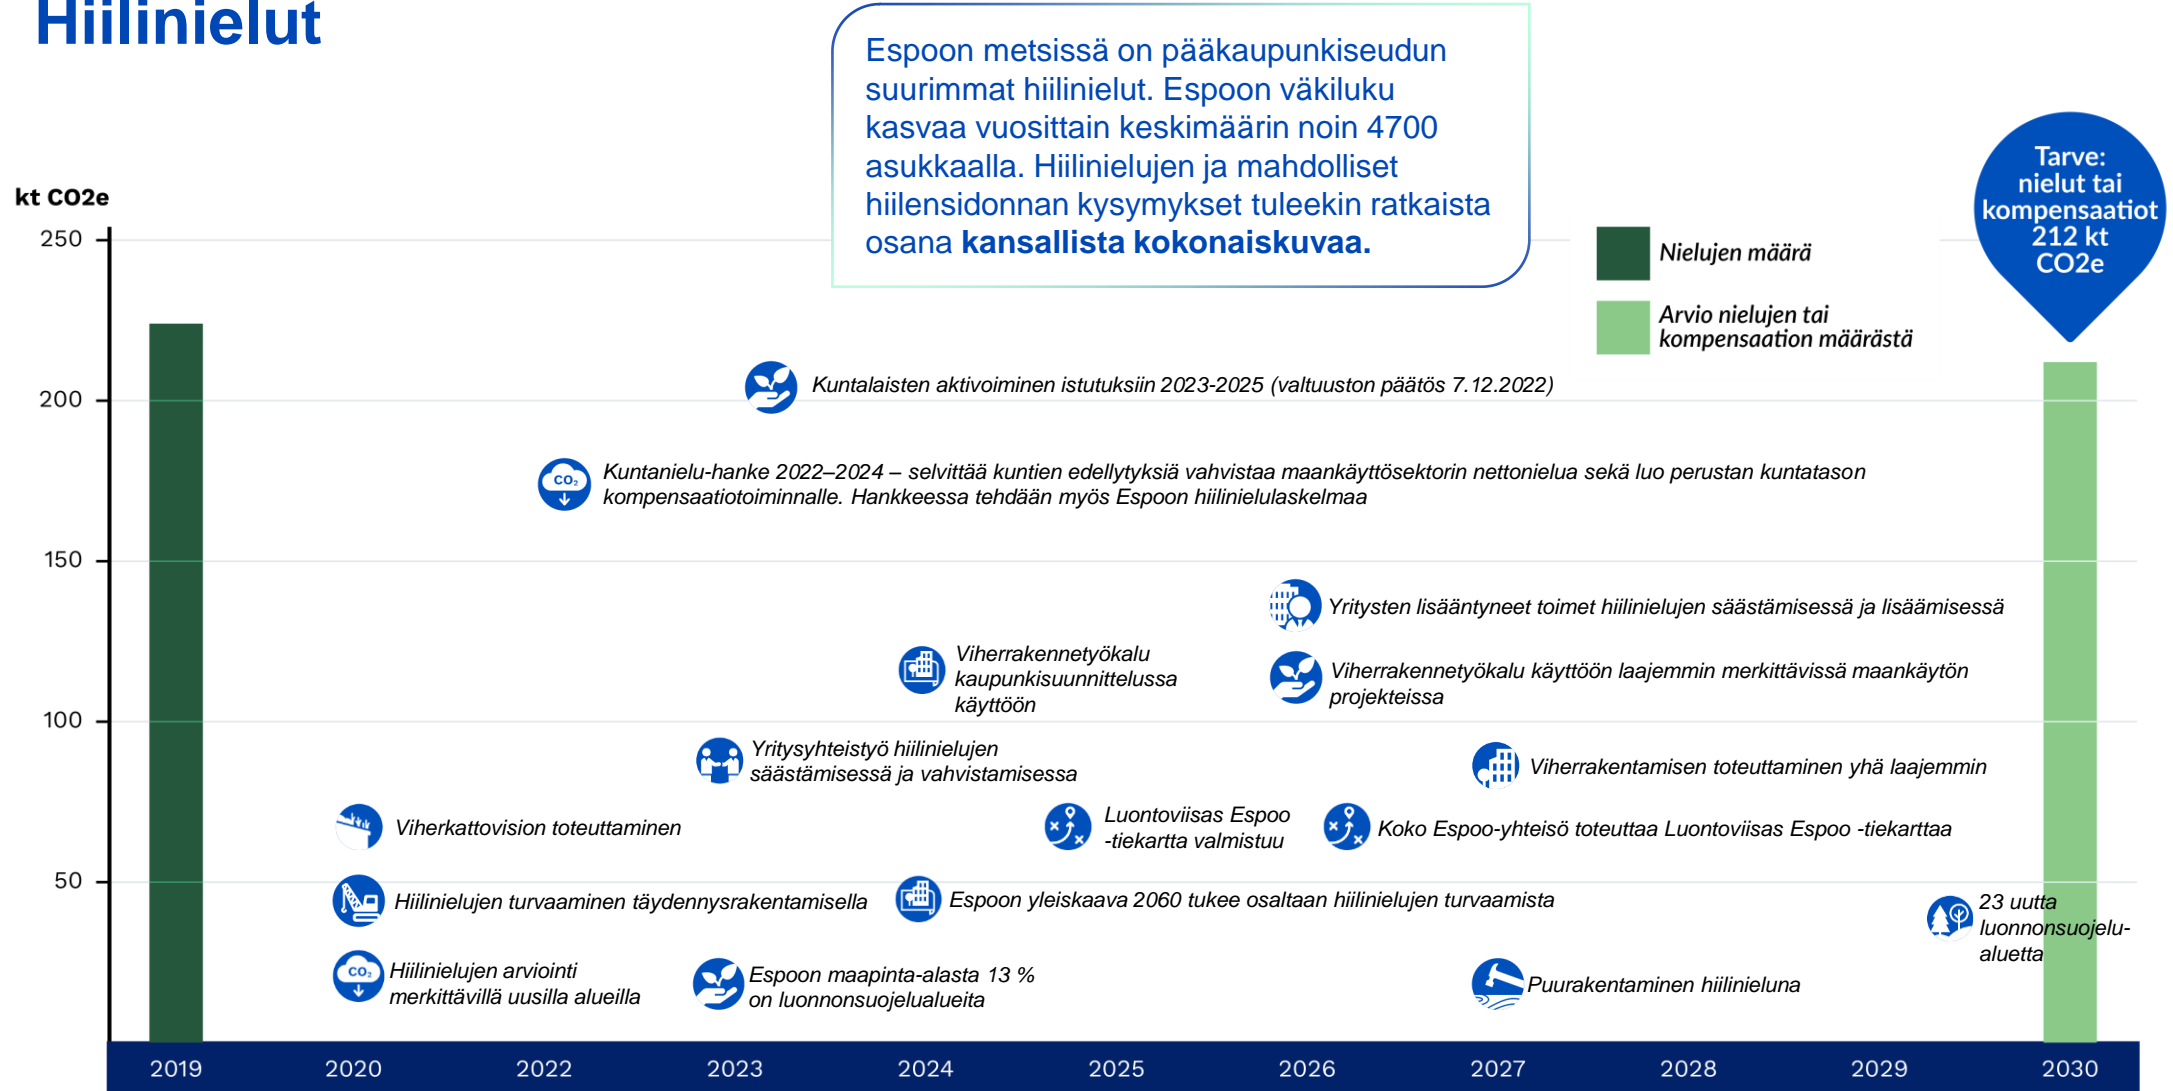 Hiilinielut
Espoon metsissä on pääkaupunkiseudun
suurimmat hiilinielut. Espoon väkiluku
kasvaa vuosittain keskimäärin noin 4700
asukkaalla. Hiilinielujen ja mahdolliset
hiilensidonnan kysymykset tuleekin ratkaista
osana kansallista kokonaiskuvaa.
Tarve:
nielut tai
kompensaatiot
212 kt
CO2e
kt CO2e
250
200
150
100
50
Nielujen määrä
Arvio nielujen tai
kompensaation määrästä
Kuntalaisten aktivoiminen istutuksiin 2023-2025 (valtuuston päätös 7.12.2022)
CO₂
Kuntanielu-hanke 2022–2024 – selvittää kuntien edellytyksiä vahvistaa maankäyttösektorin nettonielua sekä luo perustan kuntatason
kompensaatiotoiminnalle. Hankkeessa tehdään myös Espoon hiilinielulaskelmaa
Yritysten lisääntyneet toimet hiilinielujen säästämisessä ja lisäämisessä
Viherrakennetyökalu
kaupunkisuunnittelussa
käyttöön
Viherrakennetyökalu käyttöön laajemmin merkittävissä maankäytön
projekteissa
Yritysyhteistyö hiilinielujen
säästämisessä ja vahvistamisessa
Viherrakentamisen toteuttaminen yhä laajemmin
Viherkattovision toteuttaminen
Luontoviisas Espoo
-tiekartta valmistuu
Koko Espoo-yhteisö toteuttaa Luontoviisas Espoo -tiekarttaa
Hiilinielujen turvaaminen täydennysrakentamisella
Espoon yleiskaava 2060 tukee osaltaan hiilinielujen turvaamista
23 uutta
luonnonsuojelu-
aluetta
CO₂
Hiilinielujen arviointi
merkittävillä uusilla alueilla
Espoon maapinta-alasta 13 %
on luonnonsuojelualueita
Puurakentaminen hiilinieluna
2019 2020 2022 2023 2024 2025 2026 2027 2028 2029 2030